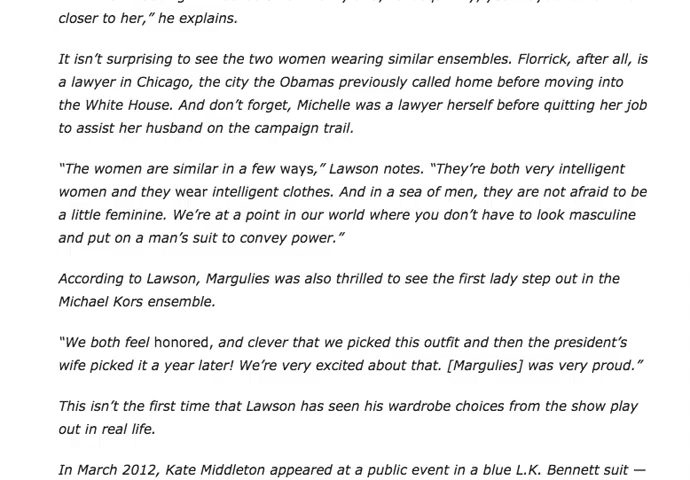 closer to her,” he explains.
It isn’t surprising to see the two women wearing similar ensembles. Florrick, after all, is
a lawyer in Chicago, the city the Obamas previously called home before moving into
the White House. And don’t forget, Michelle was a lawyer herself before quitting her job
to assist her husband on the campaign trail.
“The women are similar in a few ways,” Lawson notes. “They’re both very intelligent
women and they wear intelligent clothes. And in a sea of men, they are not afraid to be
a little feminine. We’re at a point in our world where you don’t have to look masculine
and put on a man’s suit to convey power.”
According to Lawson, Margulies was also thrilled to see the first lady step out in the
Michael Kors ensemble.
“We both feel honored, and clever that we picked this outfit and then the president’s
wife picked it a year later! We’re very excited about that. [Margulies] was very proud.”
This isn’t the first time that Lawson has seen his wardrobe choices from the show play
out in real life.
In March 2012, Kate Middleton appeared at a public event in a blue L.K. Bennett suit —